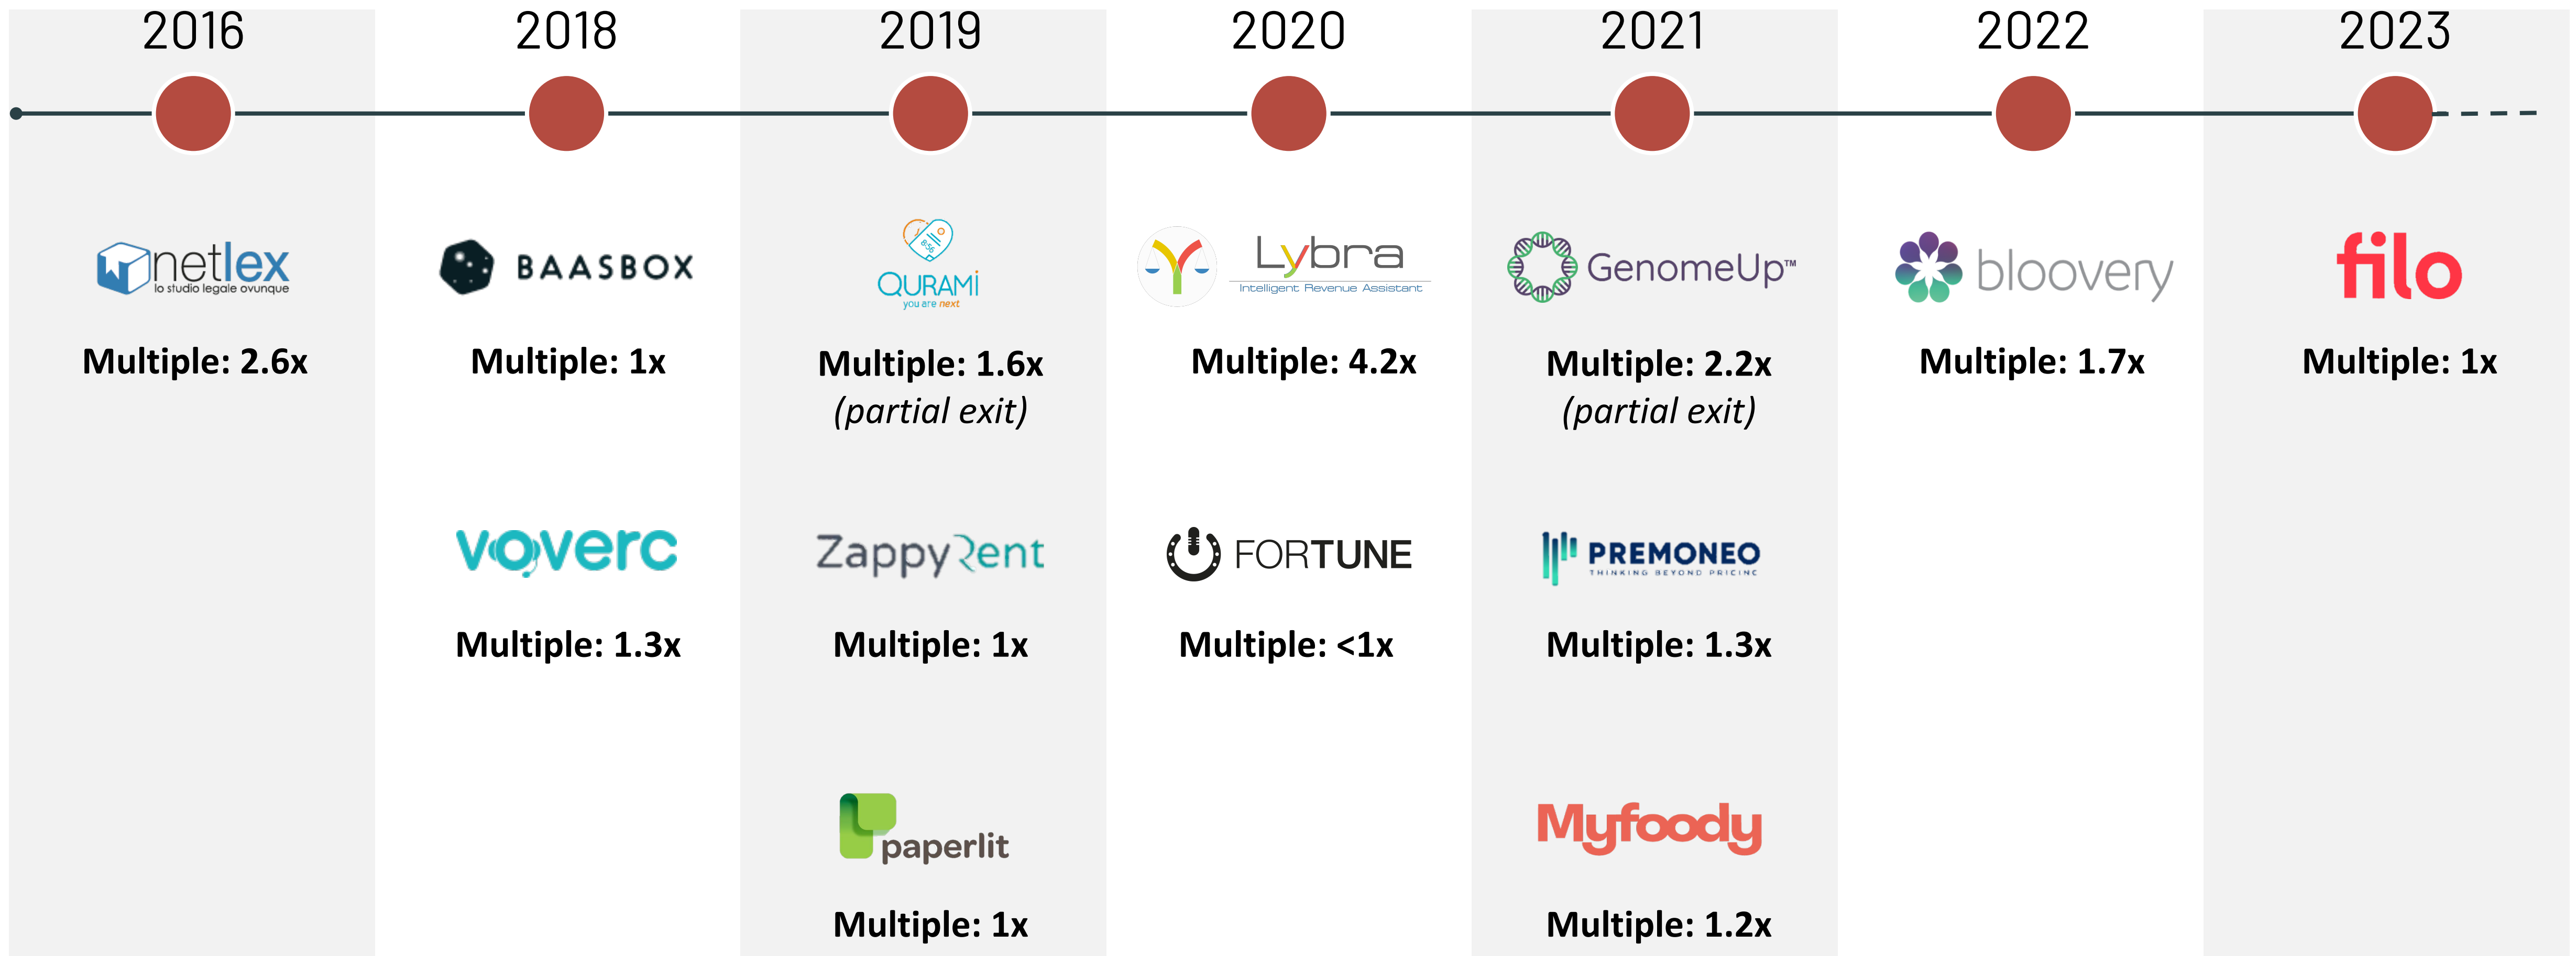 2016
2018
2019
2020
2021
2022
2023
netlex
lo studio legale ovunque
Multiple: 2.6x
BAASBOX
Multiple: 1x
8:56
QURAMI
you are next
Multiple: 1.6x
(partial exit)
Lybra
Intelligent Revenue Assistant
Multiple: 4.2x
GenomeUp™
Multiple: 2.2x
(partial exit)
bloovery
Multiple: 1.7x
filo
Multiple: 1x
voverc
Multiple: 1.3x
ZappyRent
Multiple: 1x
FORTUNE
Multiple: <1x
PREMONEO
THINKING BEYOND PRICING
Multiple: 1.3x
paperlit
Multiple: 1x
Myfoody
Multiple: 1.2x